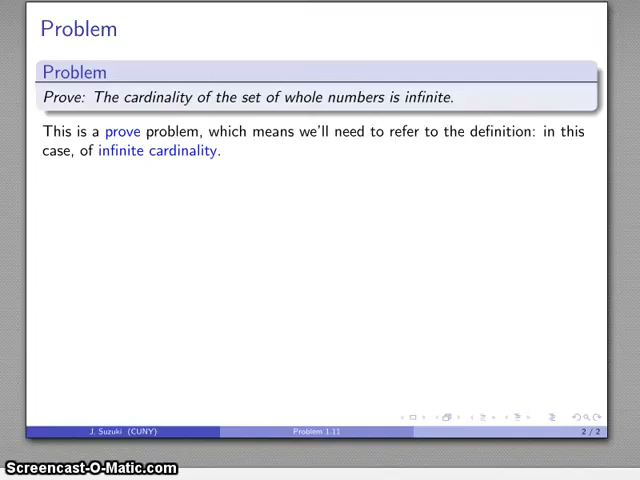 Problem
Problem
Prove: The cardinality of the set of whole numbers is infinite.
This is a prove problem, which means we'll need to refer to the definition: in this
case, of infinite cardinality.
J. Suzuki (CUNY) Problem 1.11 2 / 2
Screencast-O-Matic.com